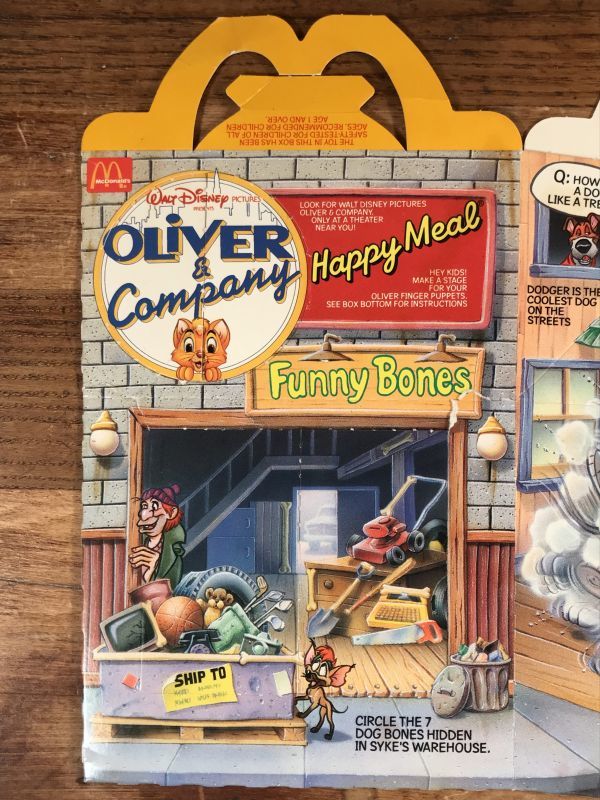 THE TOY IN THIS BOX HAS BEEN
SAFETY-TESTED FOR CHILDREN OF ALL
AGES. RECOMMENDED FOR CHILDREN
AGE 1 AND OVER.
McDonald's
WALT DISNEY PICTURES
PRESENTS
OLIVER
&
Company
LOOK FOR WALT DISNEY PICTURES
OLIVER & COMPANY.
ONLY AT A THEATER
NEAR YOU!
Happy Meal
HEY KIDS!
MAKE A STAGE
FOR YOUR
OLIVER FINGER PUPPETS.
SEE BOX BOTTOM FOR INSTRUCTIONS
Funny Bones
SHIP TO
CIRCLE THE 7
DOG BONES HIDDEN
IN SYKE'S WAREHOUSE.
Q: HOW
A DO
LIKE A TRE
DODGER IS THE
COOLEST DOG
ON THE
STREETS